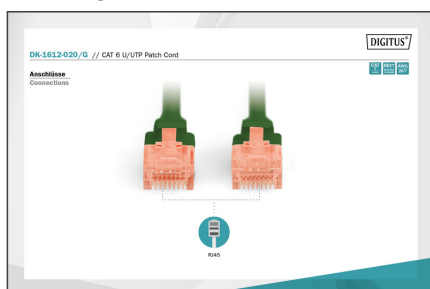 DIGITUS®
DK-1612-020/G // CAT 6 U/UTP Patch Cord
Anschlüsse
Connections
RJ45